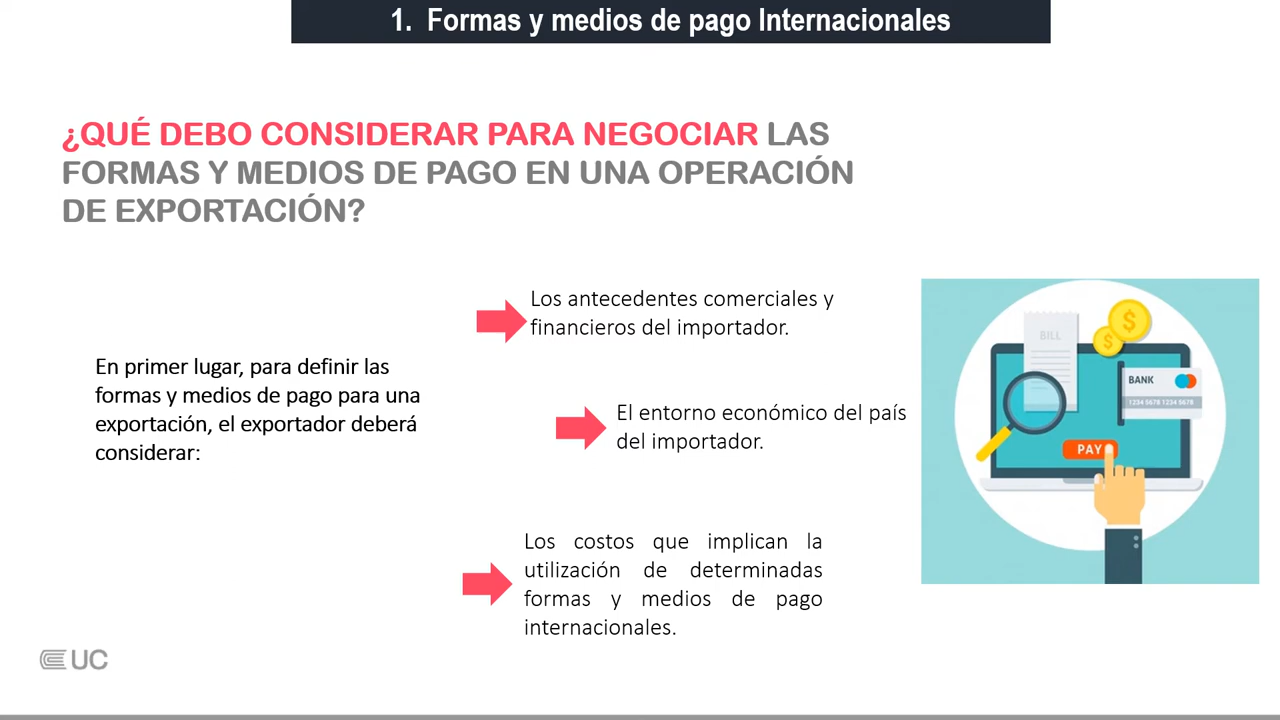 1. Formas y medios de pago Internacionales
¿QUÉ DEBO CONSIDERAR PARA NEGOCIAR LAS
FORMAS Y MEDIOS DE PAGO EN UNA OPERACIÓN
DE EXPORTACIÓN?
En primer lugar, para definir las
formas y medios de pago para una
exportación, el exportador deberá
considerar:
Los antecedentes comerciales y
financieros del importador.
El entorno económico del país
del importador.
Los costos que implican la
utilización de determinadas
formas y medios de pago
internacionales.
BILL
$
$
BANK
1234 5678 1234 5678
PAY
UC